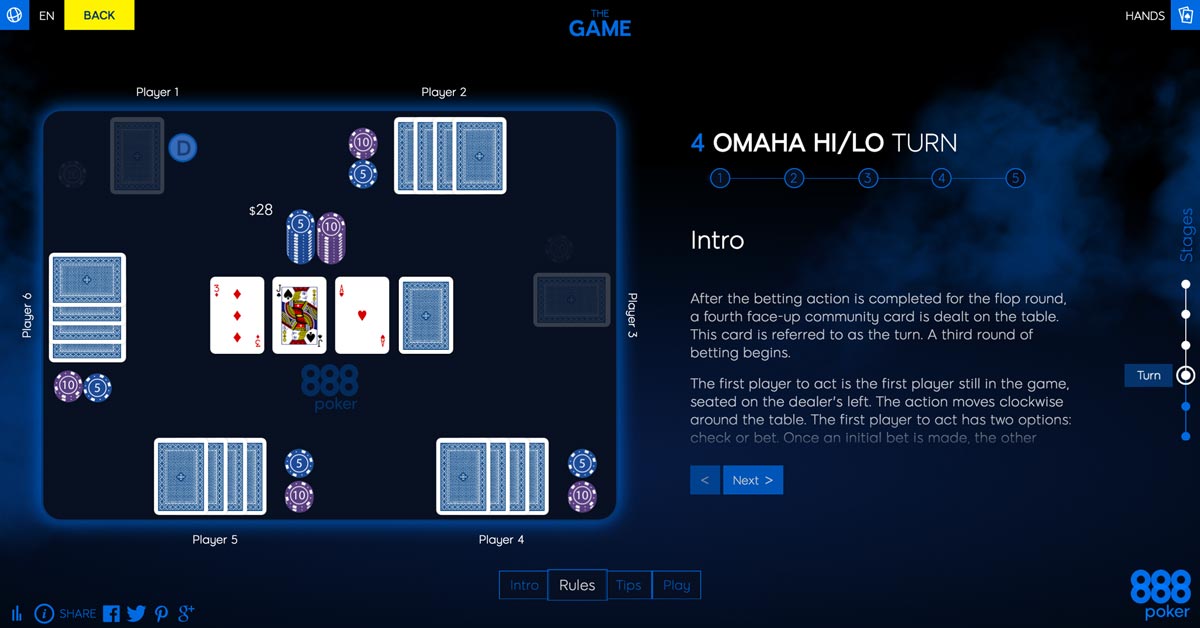 EN
BACK
THE
GAME
HANDS
Player 1
Player 2
D
10
5
$28
5
10
Player 6
Player 3
3
3
J
J
A
A
888
poker
10
5
5
10
5
10
Player 5
Player 4
4 OMAHA HI/LO TURN
1 2 3 4 5
Intro
After the betting action is completed for the flop round,
a fourth face-up community card is dealt on the table.
This card is referred to as the turn. A third round of
betting begins.
The first player to act is the first player still in the game,
seated on the dealer's left. The action moves clockwise
around the table. The first player to act has two options:
check or bet. Once an initial bet is made, the other
< Next >
Stages
Turn
Intro Rules Tips Play
SHARE
888
poker